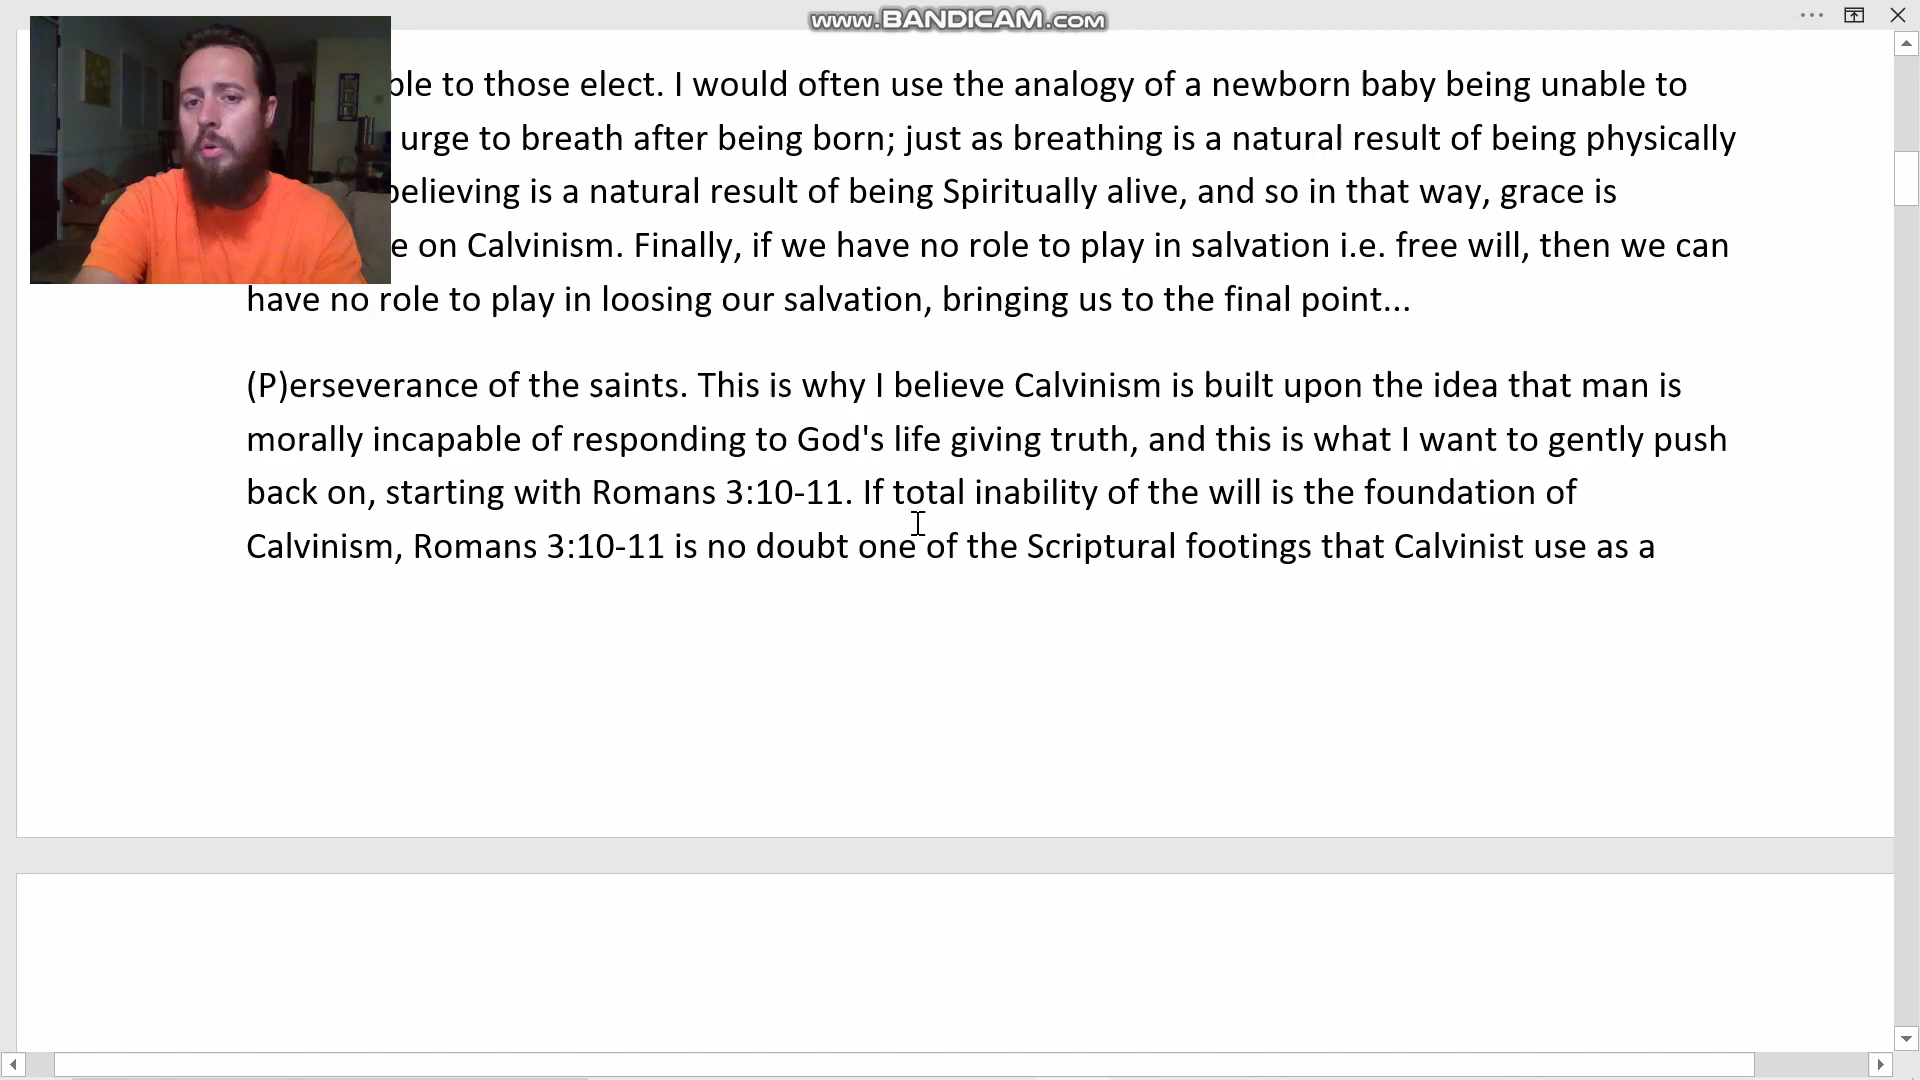 www.BANDICAM.com
to those elect. I would often use the analogy of a newborn baby being unable to
urge to breath after being born; just as breathing is a natural result of being physically
believing is a natural result of being Spiritually alive, and so in that way, grace is
on Calvinism. Finally, if we have no role to play in salvation i.e. free will, then we can
have no role to play in loosing our salvation, bringing us to the final point...
(P)erseverance of the saints. This is why I believe Calvinism is built upon the idea that man is
morally incapable of responding to God's life giving truth, and this is what I want to gently push
back on, starting with Romans 3:10-11. If total inability of the will is the foundation of
Calvinism, Romans 3:10-11 is no doubt one of the Scriptural footings that Calvinist use as a